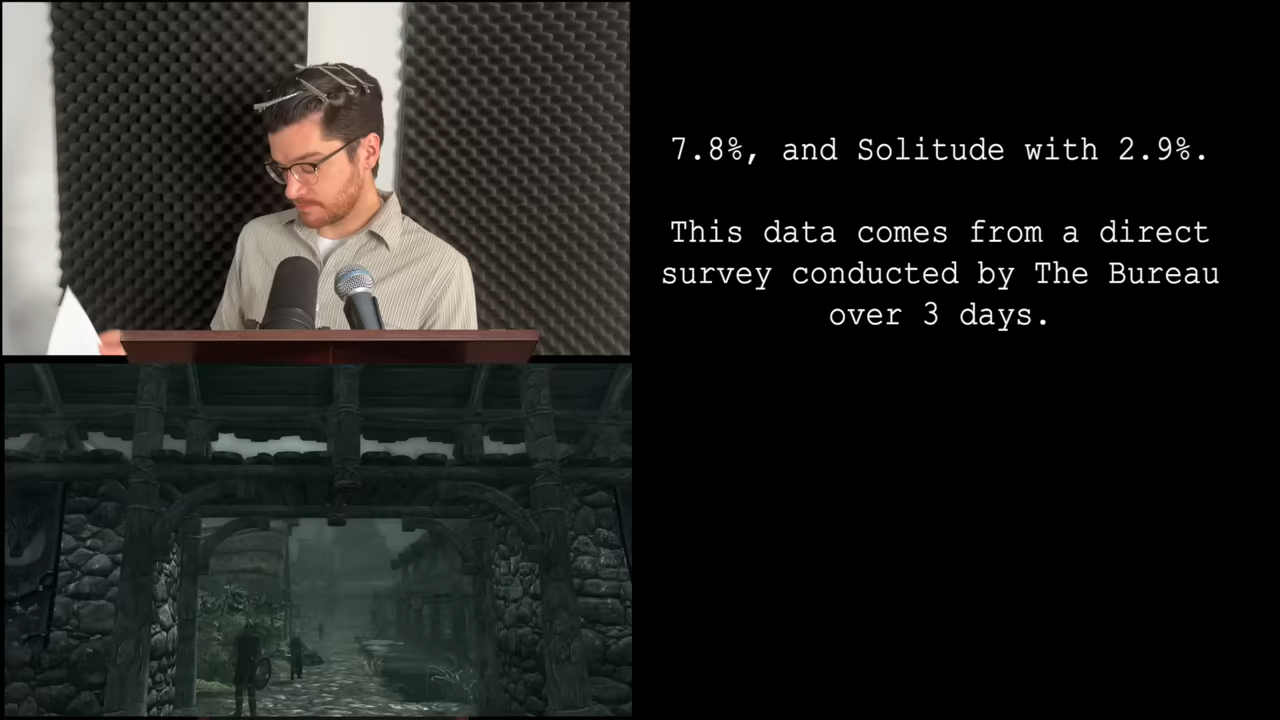 7.8%, and Solitude with 2.9%.
This data comes from a direct
survey conducted by The Bureau
over 3 days.